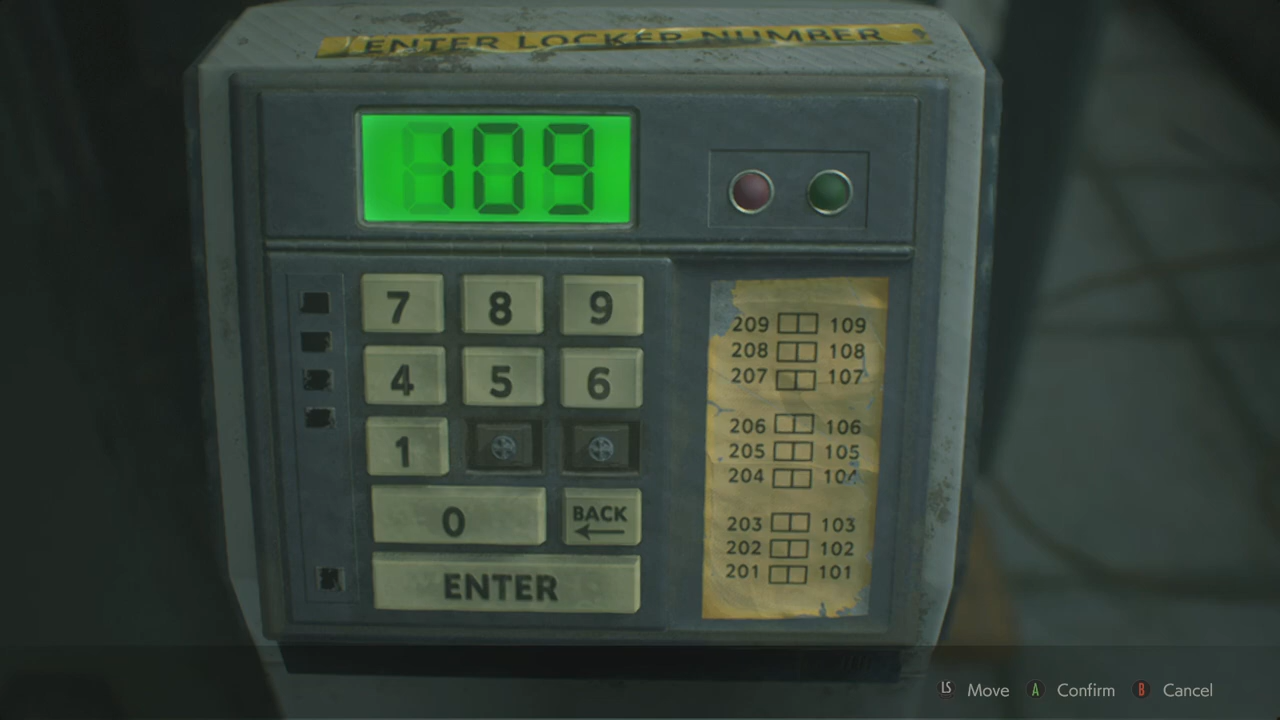 ENTER LOCKER NUMBER
109
7 8 9
4 5 6
1
0 BACK
ENTER
209 109
208 108
207 107
206 106
205 105
204 104
203 103
202 102
201 101
LS Move A Confirm B Cancel